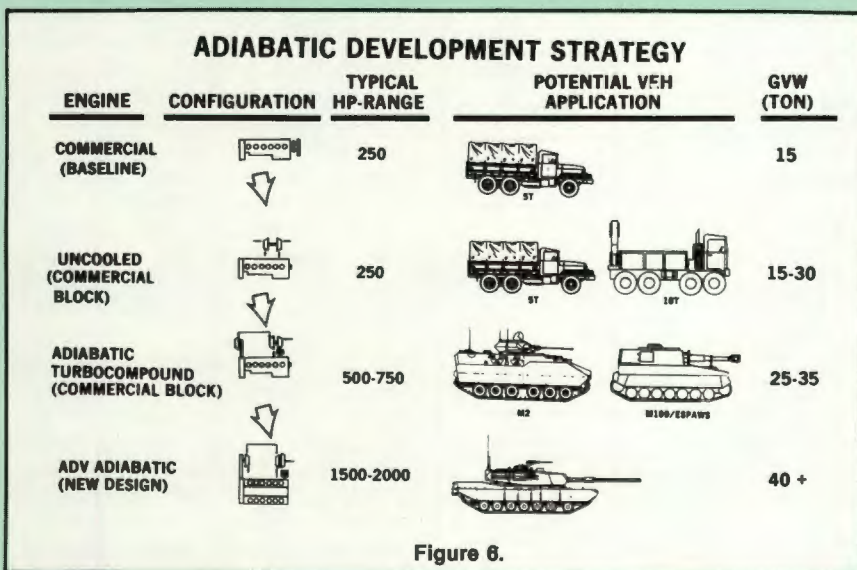 ADIABATIC DEVELOPMENT STRATEGY
ENGINE CONFIGURATION TYPICAL HP-RANGE POTENTIAL VEH APPLICATION GVW (TON)
COMMERCIAL (BASELINE) 250 15
5T
UNCOOLED (COMMERCIAL BLOCK) 250 15-30
5T 10T
ADIABATIC TURBOCOMPOUND (COMMERCIAL BLOCK) 500-750 25-35
M2 M109/ESPAWS
ADV ADIABATIC (NEW DESIGN) 1500-2000 40 +
Figure 6.